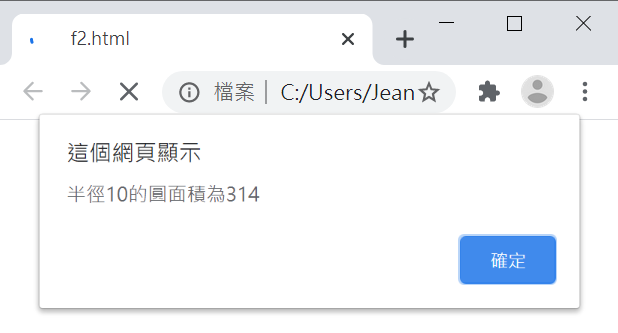 f2.html
檔案 C:/Users/Jean
這個網頁顯示
半徑10的圓面積為314
確定